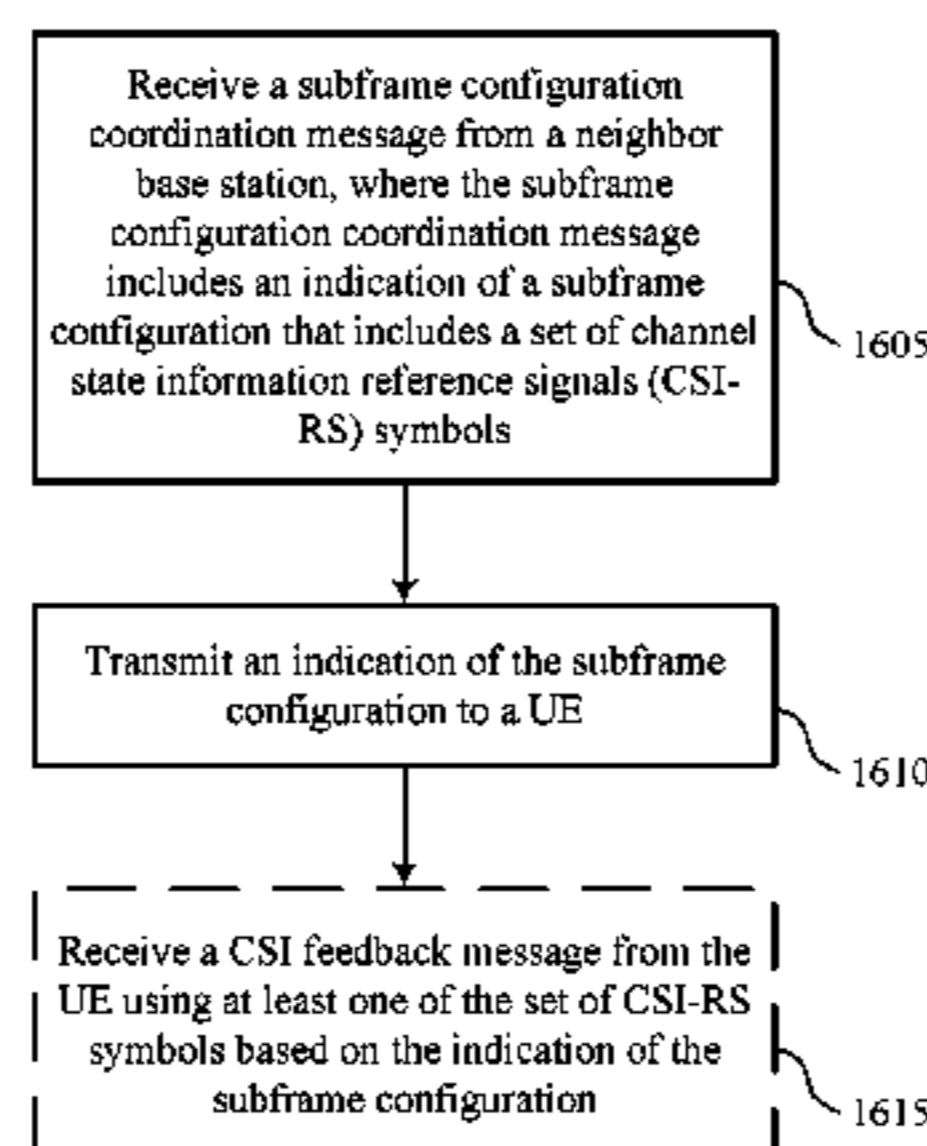 Receive a subframe configuration
coordination message from a neighbor
base station, where the subframe
configuration coordination message
includes an indication of a subframe
configuration that includes a set of channel
state information reference signals (CSI-
RS) symbols
1605
Transmit an indication of the subframe
configuration to a UE
1610
Receive a CSI feedback message from the
UE using at least one of the set of CSI-RS
symbols based on the indication of the
subframe configuration
1615